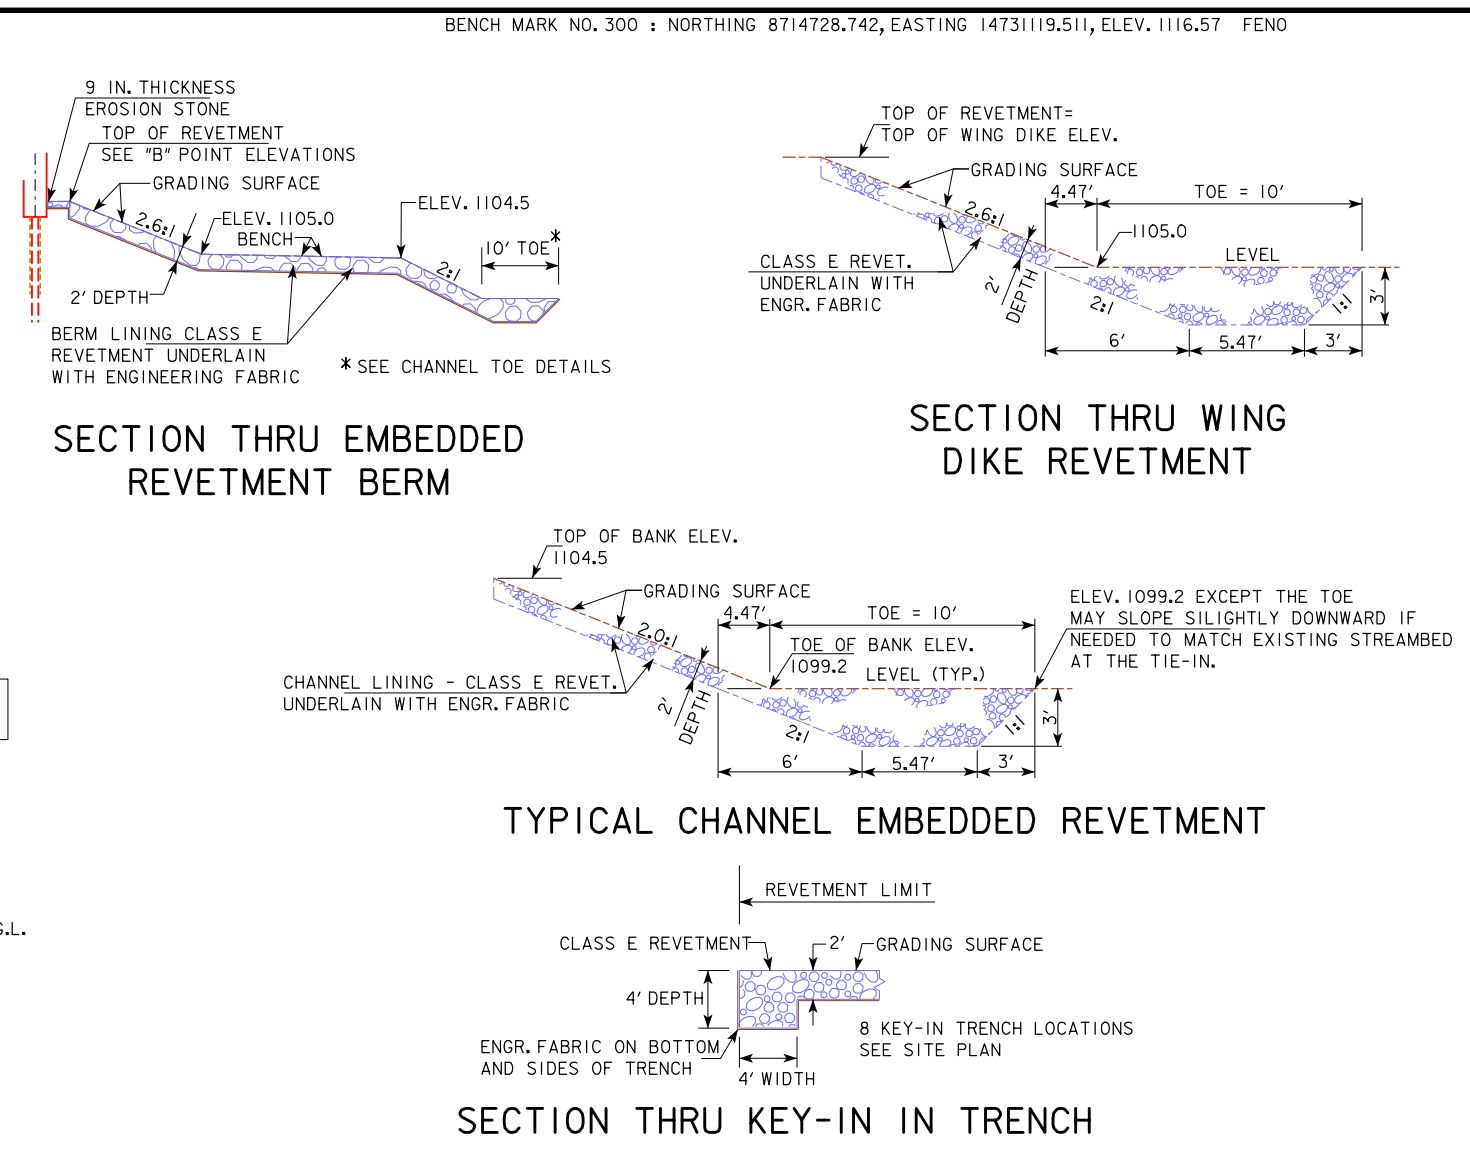 BENCH MARK NO. 300 : NORTHING 8714728.742, EASTING 14731119.511, ELEV. 1116.57 FENO
9 IN. THICKNESS
EROSION STONE
TOP OF REVETMENT
SEE "B" POINT ELEVATIONS
GRADING SURFACE
2.6:1
ELEV. 1105.0
BENCH
ELEV. 1104.5
10' TOE*
2:1
2' DEPTH
BERM LINING CLASS E
REVETMENT UNDERLAIN
WITH ENGINEERING FABRIC
* SEE CHANNEL TOE DETAILS
SECTION THRU EMBEDDED
REVETMENT BERM
TOP OF REVETMENT=
TOP OF WING DIKE ELEV.
GRADING SURFACE
4.47'
TOE = 10'
2.6:1
1105.0
LEVEL
CLASS E REVET.
UNDERLAIN WITH
ENGR. FABRIC
2'
DEPTH
2:1
1:1
3'
6'
5.47'
3'
SECTION THRU WING
DIKE REVETMENT
TOP OF BANK ELEV.
1104.5
GRADING SURFACE
4.47'
TOE = 10'
2.0:1
TOE OF BANK ELEV.
1099.2
LEVEL (TYP.)
ELEV. 1099.2 EXCEPT THE TOE
MAY SLOPE SILIGHTLY DOWNWARD IF
NEEDED TO MATCH EXISTING STREAMBED
AT THE TIE-IN.
CHANNEL LINING - CLASS E REVET.
UNDERLAIN WITH ENGR. FABRIC
2'
DEPTH
2:1
1:1
3'
6'
5.47'
3'
TYPICAL CHANNEL EMBEDDED REVETMENT
REVETMENT LIMIT
G.L.
CLASS E REVETMENT
2'
GRADING SURFACE
4' DEPTH
8 KEY-IN TRENCH LOCATIONS
SEE SITE PLAN
ENGR. FABRIC ON BOTTOM
AND SIDES OF TRENCH
4' WIDTH
SECTION THRU KEY-IN IN TRENCH